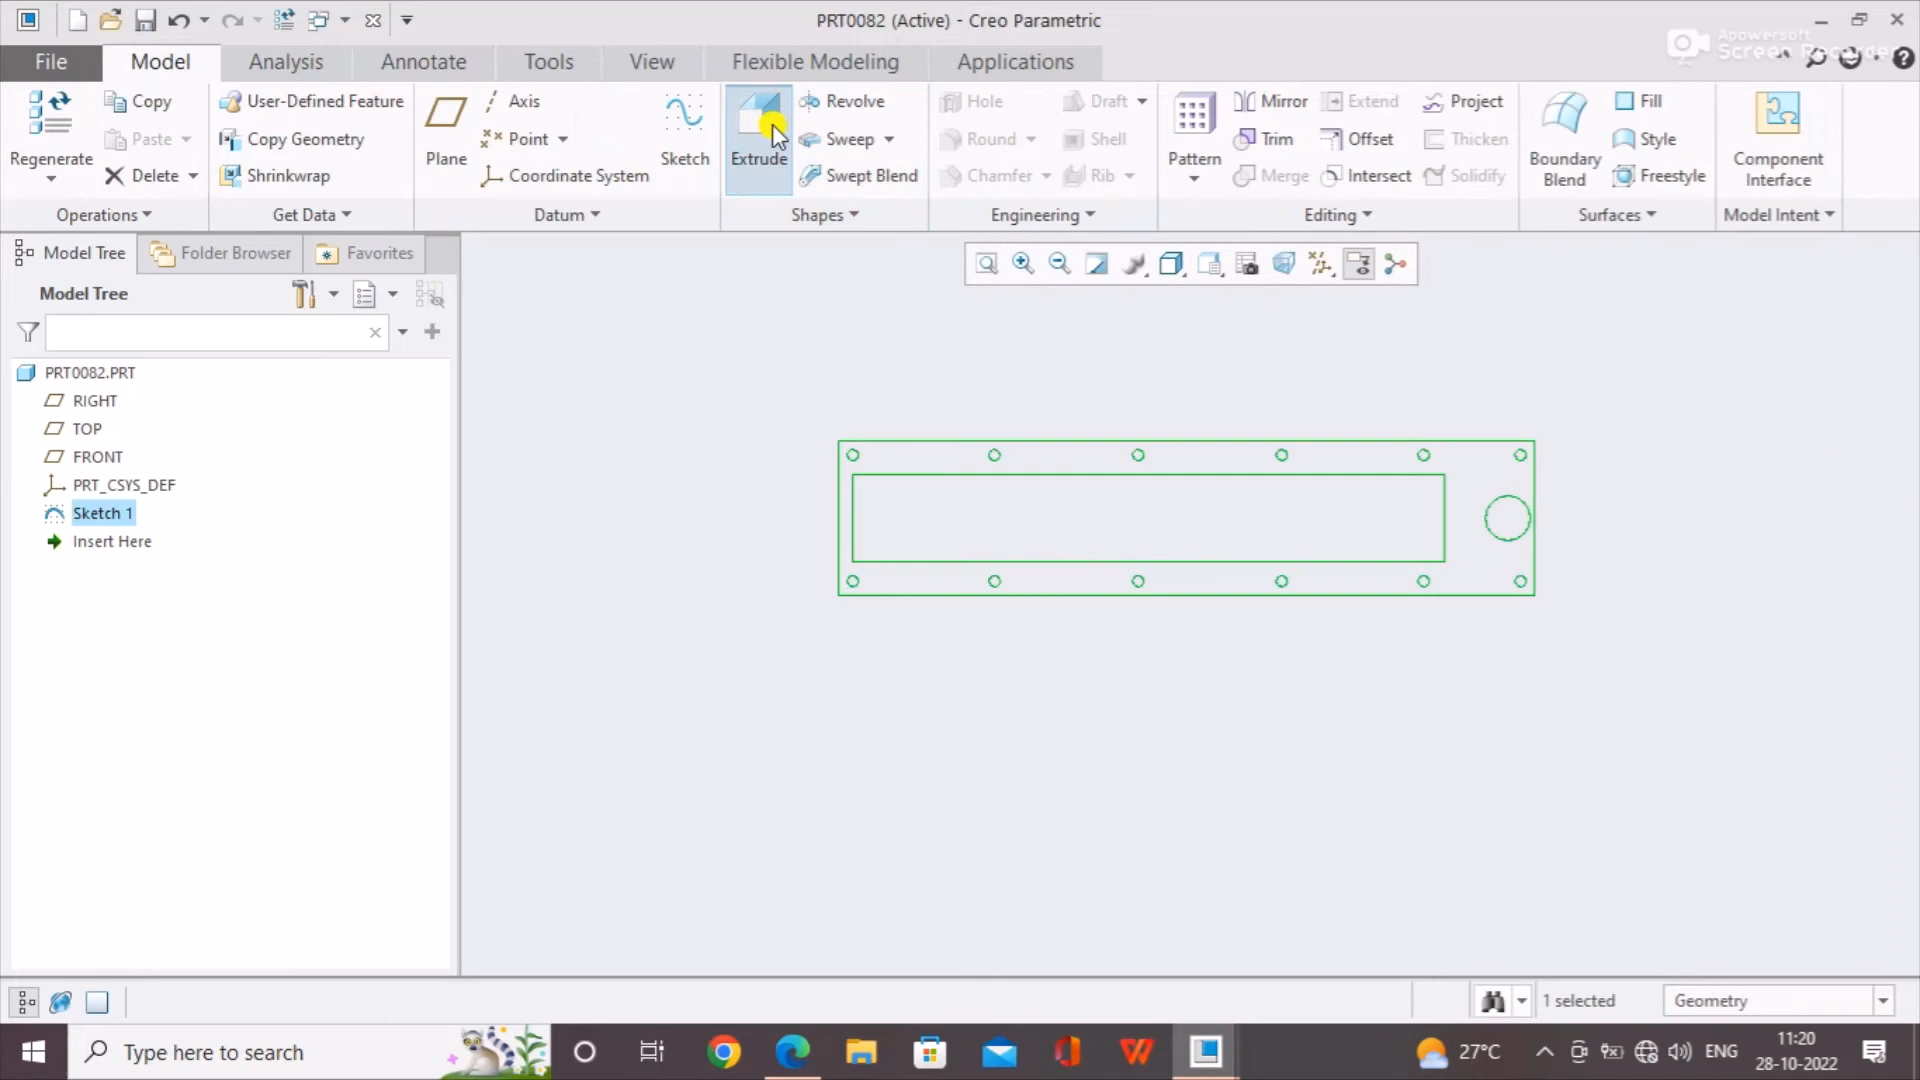 PRT0082 (Active) - Creo Parametric
Apowersoft
Screen Recorder
File
Model
Analysis
Annotate
Tools
View
Flexible Modeling
Applications
Regenerate
Copy
Paste
Delete
Operations
User-Defined Feature
Copy Geometry
Shrinkwrap
Get Data
Plane
Axis
Point
Coordinate System
Sketch
Datum
Extrude
Revolve
Sweep
Swept Blend
Shapes
Hole
Round
Chamfer
Draft
Shell
Rib
Engineering
Pattern
Mirror
Trim
Merge
Extend
Offset
Intersect
Project
Thicken
Solidify
Editing
Boundary
Blend
Fill
Style
Freestyle
Surfaces
Component
Interface
Model Intent
Model Tree
Folder Browser
Favorites
Model Tree
PRT0082.PRT
RIGHT
TOP
FRONT
PRT_CSYS_DEF
Sketch 1
Insert Here
1 selected
Geometry
Type here to search
27°C
ENG
11:20
28-10-2022